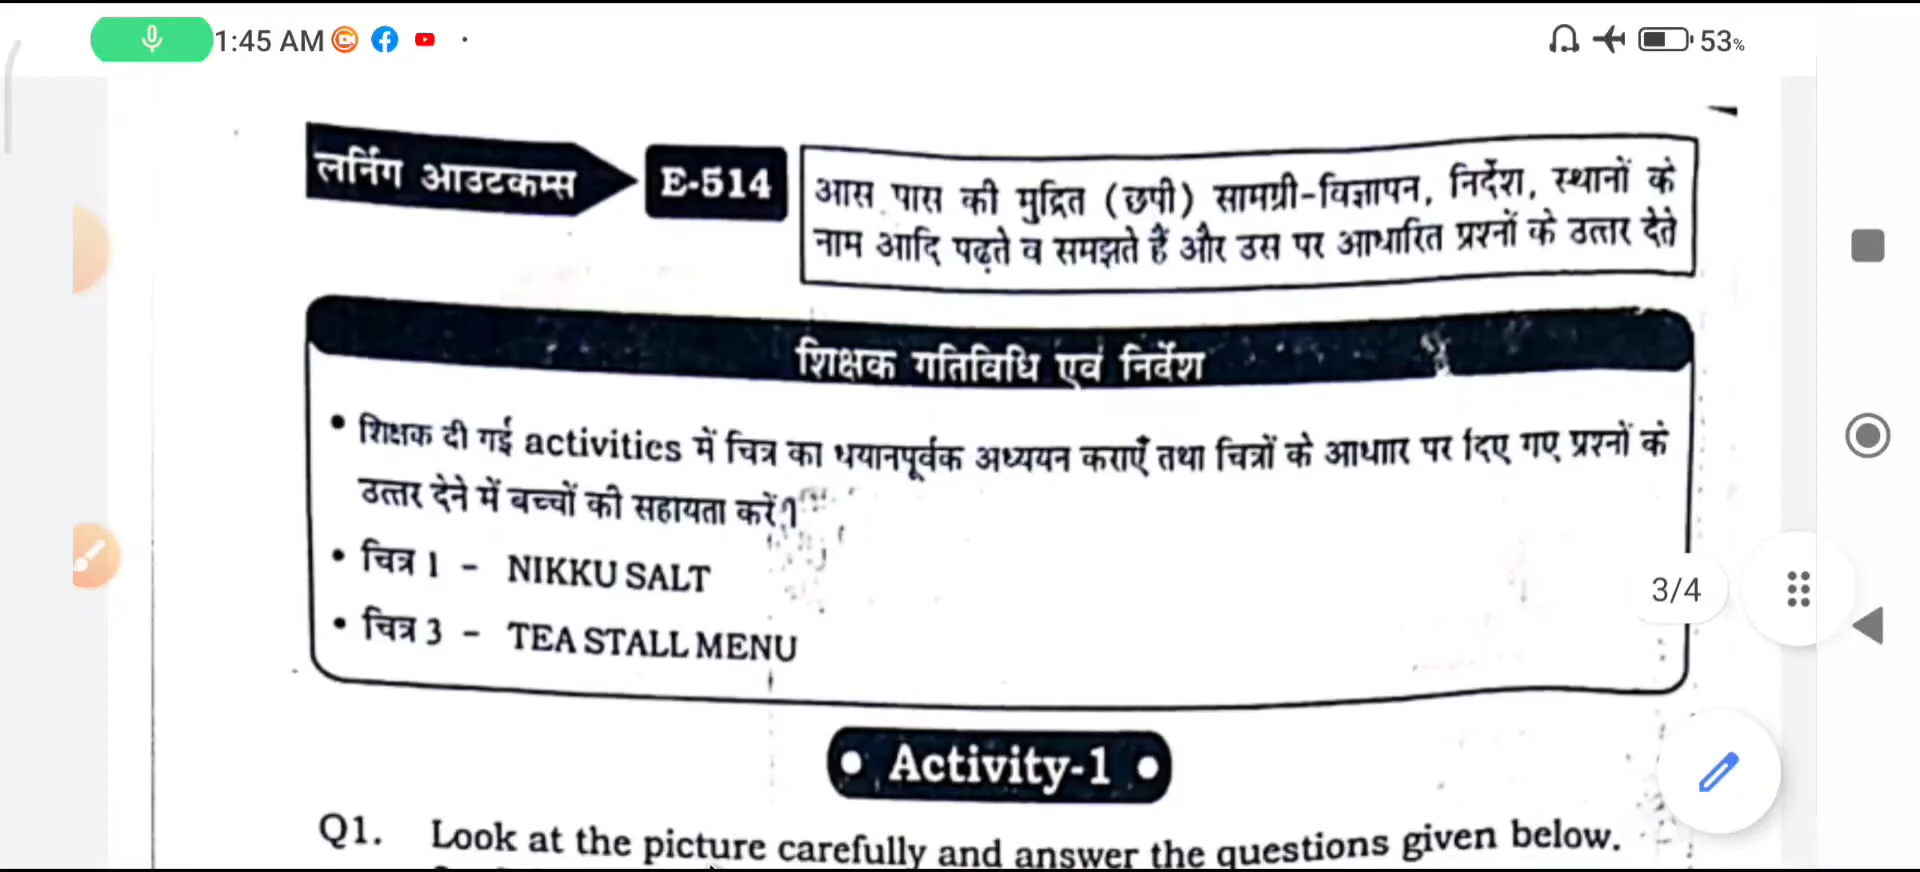 1:45 AM
53%
लर्निंग आउटकम्स
E-514
आस पास की मुद्रित (छपी) सामग्री-विज्ञापन, निर्देश, स्थानों के
नाम आदि पढ़ते व समझते हैं और उस पर आधारित प्रश्नों के उत्तर देते
शिक्षक गतिविधि एवं निर्देश
• शिक्षक दी गई activities में चित्र का धयानपूर्वक अध्ययन कराएँ तथा चित्रों के आधाार पर दिए गए प्रश्नों के
उत्तर देने में बच्चों की सहायता करें।
• चित्र 1 - NIKKU SALT
• चित्र 3 - TEA STALL MENU
3/4
• Activity-1 •
Q1. Look at the picture carefully and answer the questions given below.